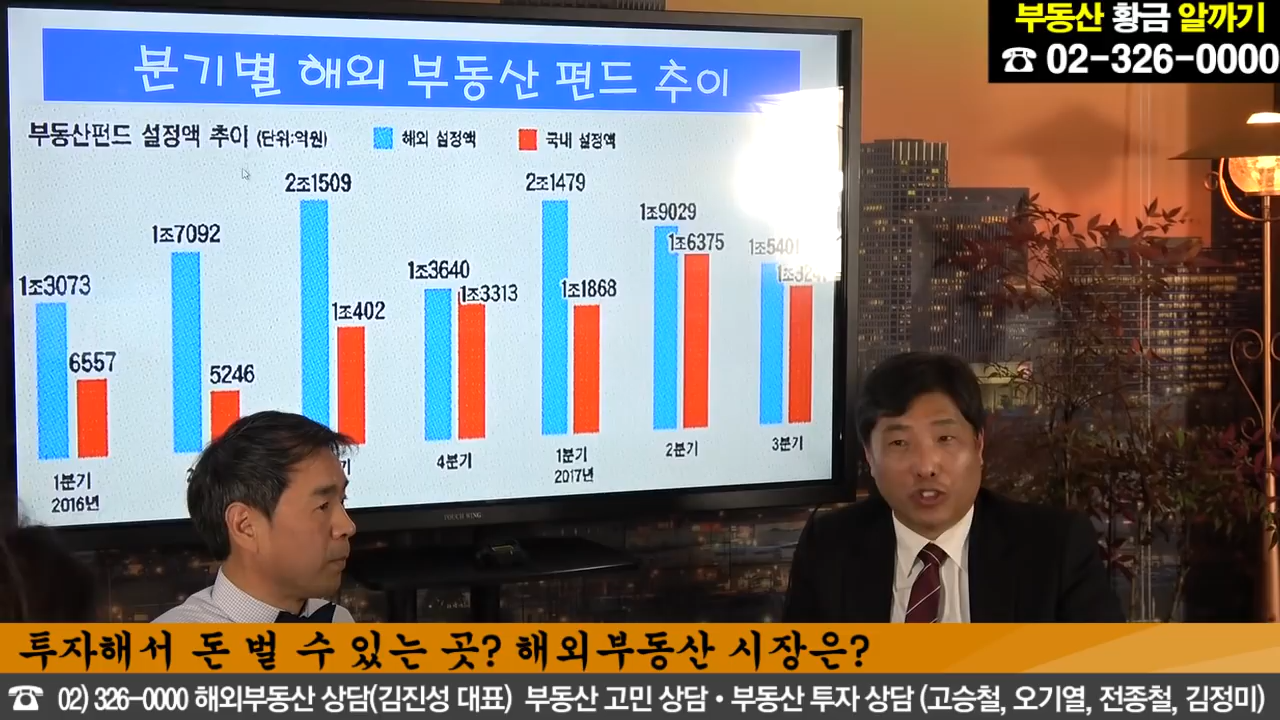 부동산 황금 알까기
☎ 02-326-0000
분기별 해외 부동산 펀드 추이
부동산펀드 설정액 추이 (단위:억원)
해외 설정액
국내 설정액
1조3073
6557
1조7092
5246
2조1509
1조402
1조3640
1조3313
2조1479
1조1868
1조9029
1조6375
1분기
2016년
4분기
1분기
2017년
2분기
3분기
TOUCH WING
투자해서 돈 벌 수 있는 곳? 해외부동산 시장은?
☎ 02) 326-0000 해외부동산 상담(김진성 대표) 부동산 고민 상담 · 부동산 투자 상담 (고승철, 오기열, 전종철, 김정미)